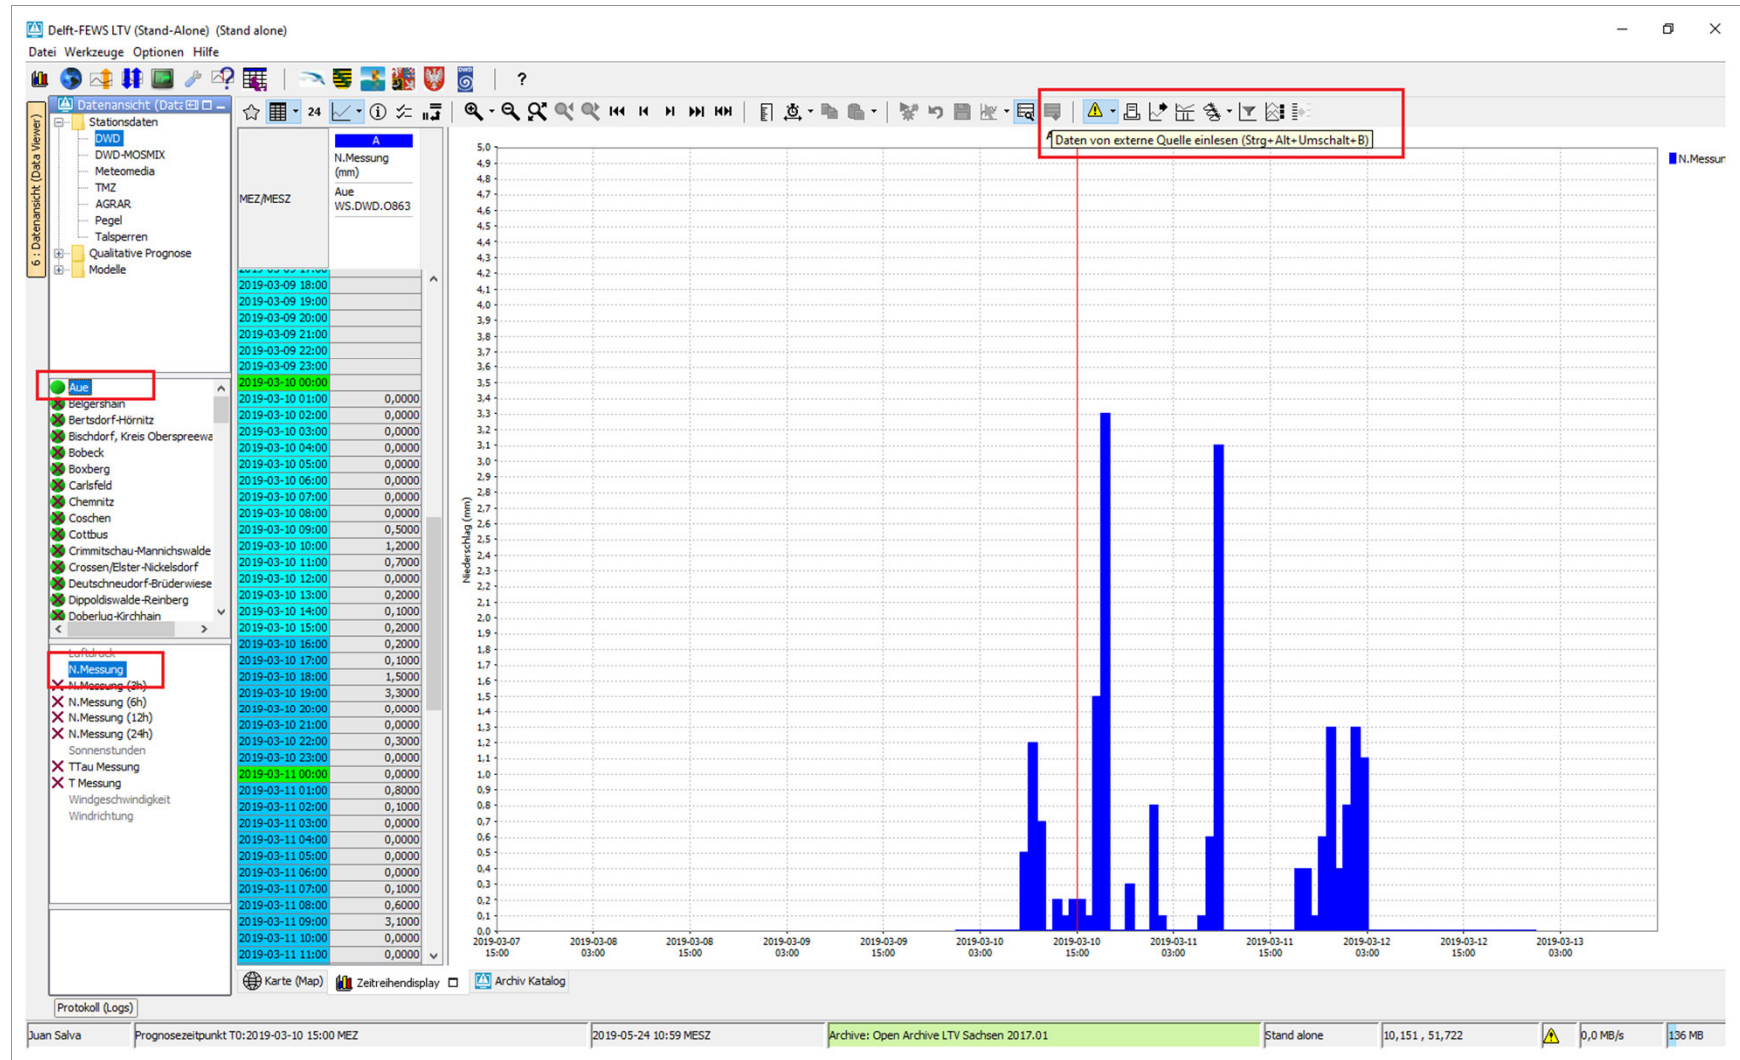 Delft-FEWS LTV (Stand-Alone) (Stand alone)
Datei Werkzeuge Optionen Hilfe
?
6 : Datenansicht (Data Viewer)
Datenansicht (Data
Stationsdaten
DWD
DWD-MOSMIX
Meteomedia
TMZ
AGRAR
Pegel
Talsperren
Qualitative Prognose
Modelle
Aue
Belgershain
Bertsdorf-Hörnitz
Bischdorf, Kreis Oberspreewa
Bobeck
Boxberg
Carlsfeld
Chemnitz
Coschen
Cottbus
Crimmitschau-Mannichswalde
Crossen/Elster-Nickelsdorf
Deutschneudorf-Brüderwiese
Dippoldiswalde-Reinberg
Doberlug-Kirchhain
Luftdruck
N.Messung
N.Messung (3h)
N.Messung (6h)
N.Messung (12h)
N.Messung (24h)
Sonnenstunden
TTau Messung
T Messung
Windgeschwindigkeit
Windrichtung
24
Daten von externe Quelle einlesen (Strg+Alt+Umschalt+B)
MEZ/MESZ
A
N.Messung
(mm)
Aue
WS.DWD.O863
2019-03-09 17:00
2019-03-09 18:00
2019-03-09 19:00
2019-03-09 20:00
2019-03-09 21:00
2019-03-09 22:00
2019-03-09 23:00
2019-03-10 00:00
2019-03-10 01:00 0,0000
2019-03-10 02:00 0,0000
2019-03-10 03:00 0,0000
2019-03-10 04:00 0,0000
2019-03-10 05:00 0,0000
2019-03-10 06:00 0,0000
2019-03-10 07:00 0,0000
2019-03-10 08:00 0,0000
2019-03-10 09:00 0,5000
2019-03-10 10:00 1,2000
2019-03-10 11:00 0,7000
2019-03-10 12:00 0,0000
2019-03-10 13:00 0,2000
2019-03-10 14:00 0,1000
2019-03-10 15:00 0,2000
2019-03-10 16:00 0,2000
2019-03-10 17:00 0,1000
2019-03-10 18:00 1,5000
2019-03-10 19:00 3,3000
2019-03-10 20:00 0,0000
2019-03-10 21:00 0,0000
2019-03-10 22:00 0,3000
2019-03-10 23:00 0,0000
2019-03-11 00:00 0,0000
2019-03-11 01:00 0,8000
2019-03-11 02:00 0,1000
2019-03-11 03:00 0,0000
2019-03-11 04:00 0,0000
2019-03-11 05:00 0,0000
2019-03-11 06:00 0,0000
2019-03-11 07:00 0,1000
2019-03-11 08:00 0,6000
2019-03-11 09:00 3,1000
2019-03-11 10:00 0,0000
2019-03-11 11:00 0,0000
Niederschlag (mm)
5,0
4,9
4,8
4,7
4,6
4,5
4,4
4,3
4,2
4,1
4,0
3,9
3,8
3,7
3,6
3,5
3,4
3,3
3,2
3,1
3,0
2,9
2,8
2,7
2,6
2,5
2,4
2,3
2,2
2,1
2,0
1,9
1,8
1,7
1,6
1,5
1,4
1,3
1,2
1,1
1,0
0,9
0,8
0,7
0,6
0,5
0,4
0,3
0,2
0,1
0,0
2019-03-07 2019-03-08 2019-03-08 2019-03-09 2019-03-09 2019-03-10 2019-03-10 2019-03-11 2019-03-11 2019-03-12 2019-03-12 2019-03-13
15:00 03:00 15:00 03:00 15:00 03:00 15:00 03:00 15:00 03:00 15:00 03:00
N.Messun
Karte (Map) Zeitreihendisplay Archiv Katalog
Protokoll (Logs)
Juan Salva Prognosezeitpunkt T0:2019-03-10 15:00 MEZ 2019-05-24 10:59 MESZ Archive: Open Archive LTV Sachsen 2017.01 Stand alone 10,151 , 51,722 0,0 MB/s 136 MB